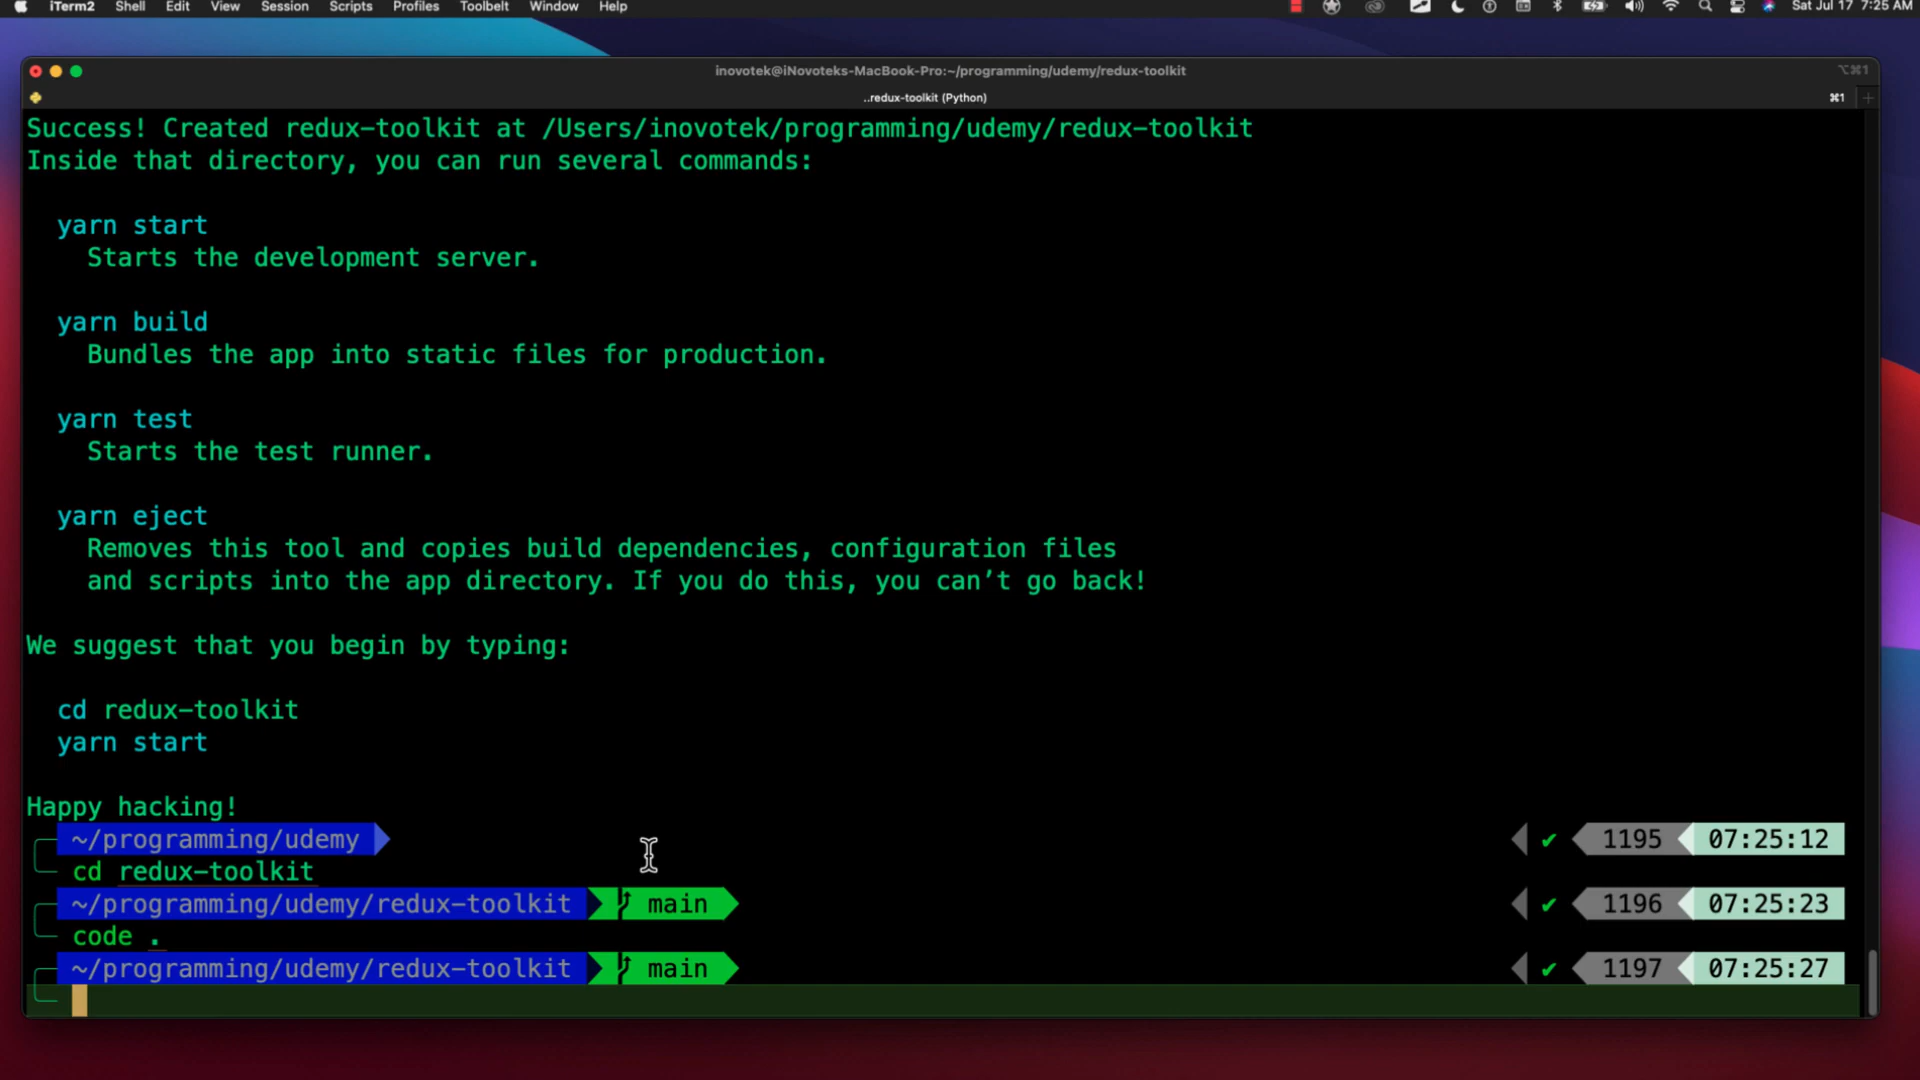 iTerm2 Shell Edit View Session Scripts Profiles Toolbelt Window Help Sat Jul 17 7:25 AM
inovotek@iNovoteks-MacBook-Pro:~/programming/udemy/redux-toolkit ⌥⌘1
..redux-toolkit (Python) ⌘1
Success! Created redux-toolkit at /Users/inovotek/programming/udemy/redux-toolkit
Inside that directory, you can run several commands:
yarn start
Starts the development server.
yarn build
Bundles the app into static files for production.
yarn test
Starts the test runner.
yarn eject
Removes this tool and copies build dependencies, configuration files
and scripts into the app directory. If you do this, you can’t go back!
We suggest that you begin by typing:
cd redux-toolkit
yarn start
Happy hacking!
~/programming/udemy ✔ 1195 07:25:12
cd redux-toolkit
~/programming/udemy/redux-toolkit main ✔ 1196 07:25:23
code .
~/programming/udemy/redux-toolkit main ✔ 1197 07:25:27